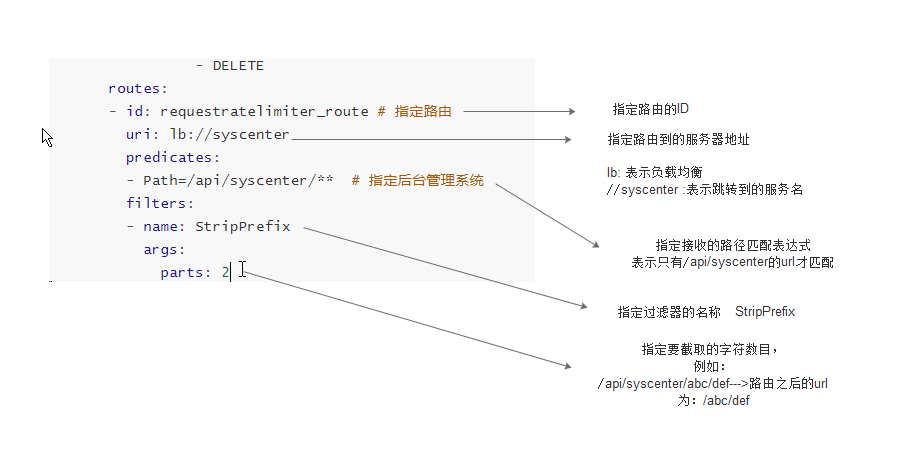 - DELETE
routes:
- id: requestratelimiter_route # 指定路由
uri: lb://syscenter
predicates:
- Path=/api/syscenter/** # 指定后台管理系统
filters:
- name: StripPrefix
args:
parts: 2
指定路由的ID
指定路由到的服务器地址
lb: 表示负载均衡
//syscenter :表示跳转到的服务名
指定接收的路径匹配表达式
表示只有/api/syscenter的url才匹配
指定过滤器的名称 StripPrefix
指定要截取的字符数目，
例如：
/api/syscenter/abc/def--->路由之后的url
为：/abc/def